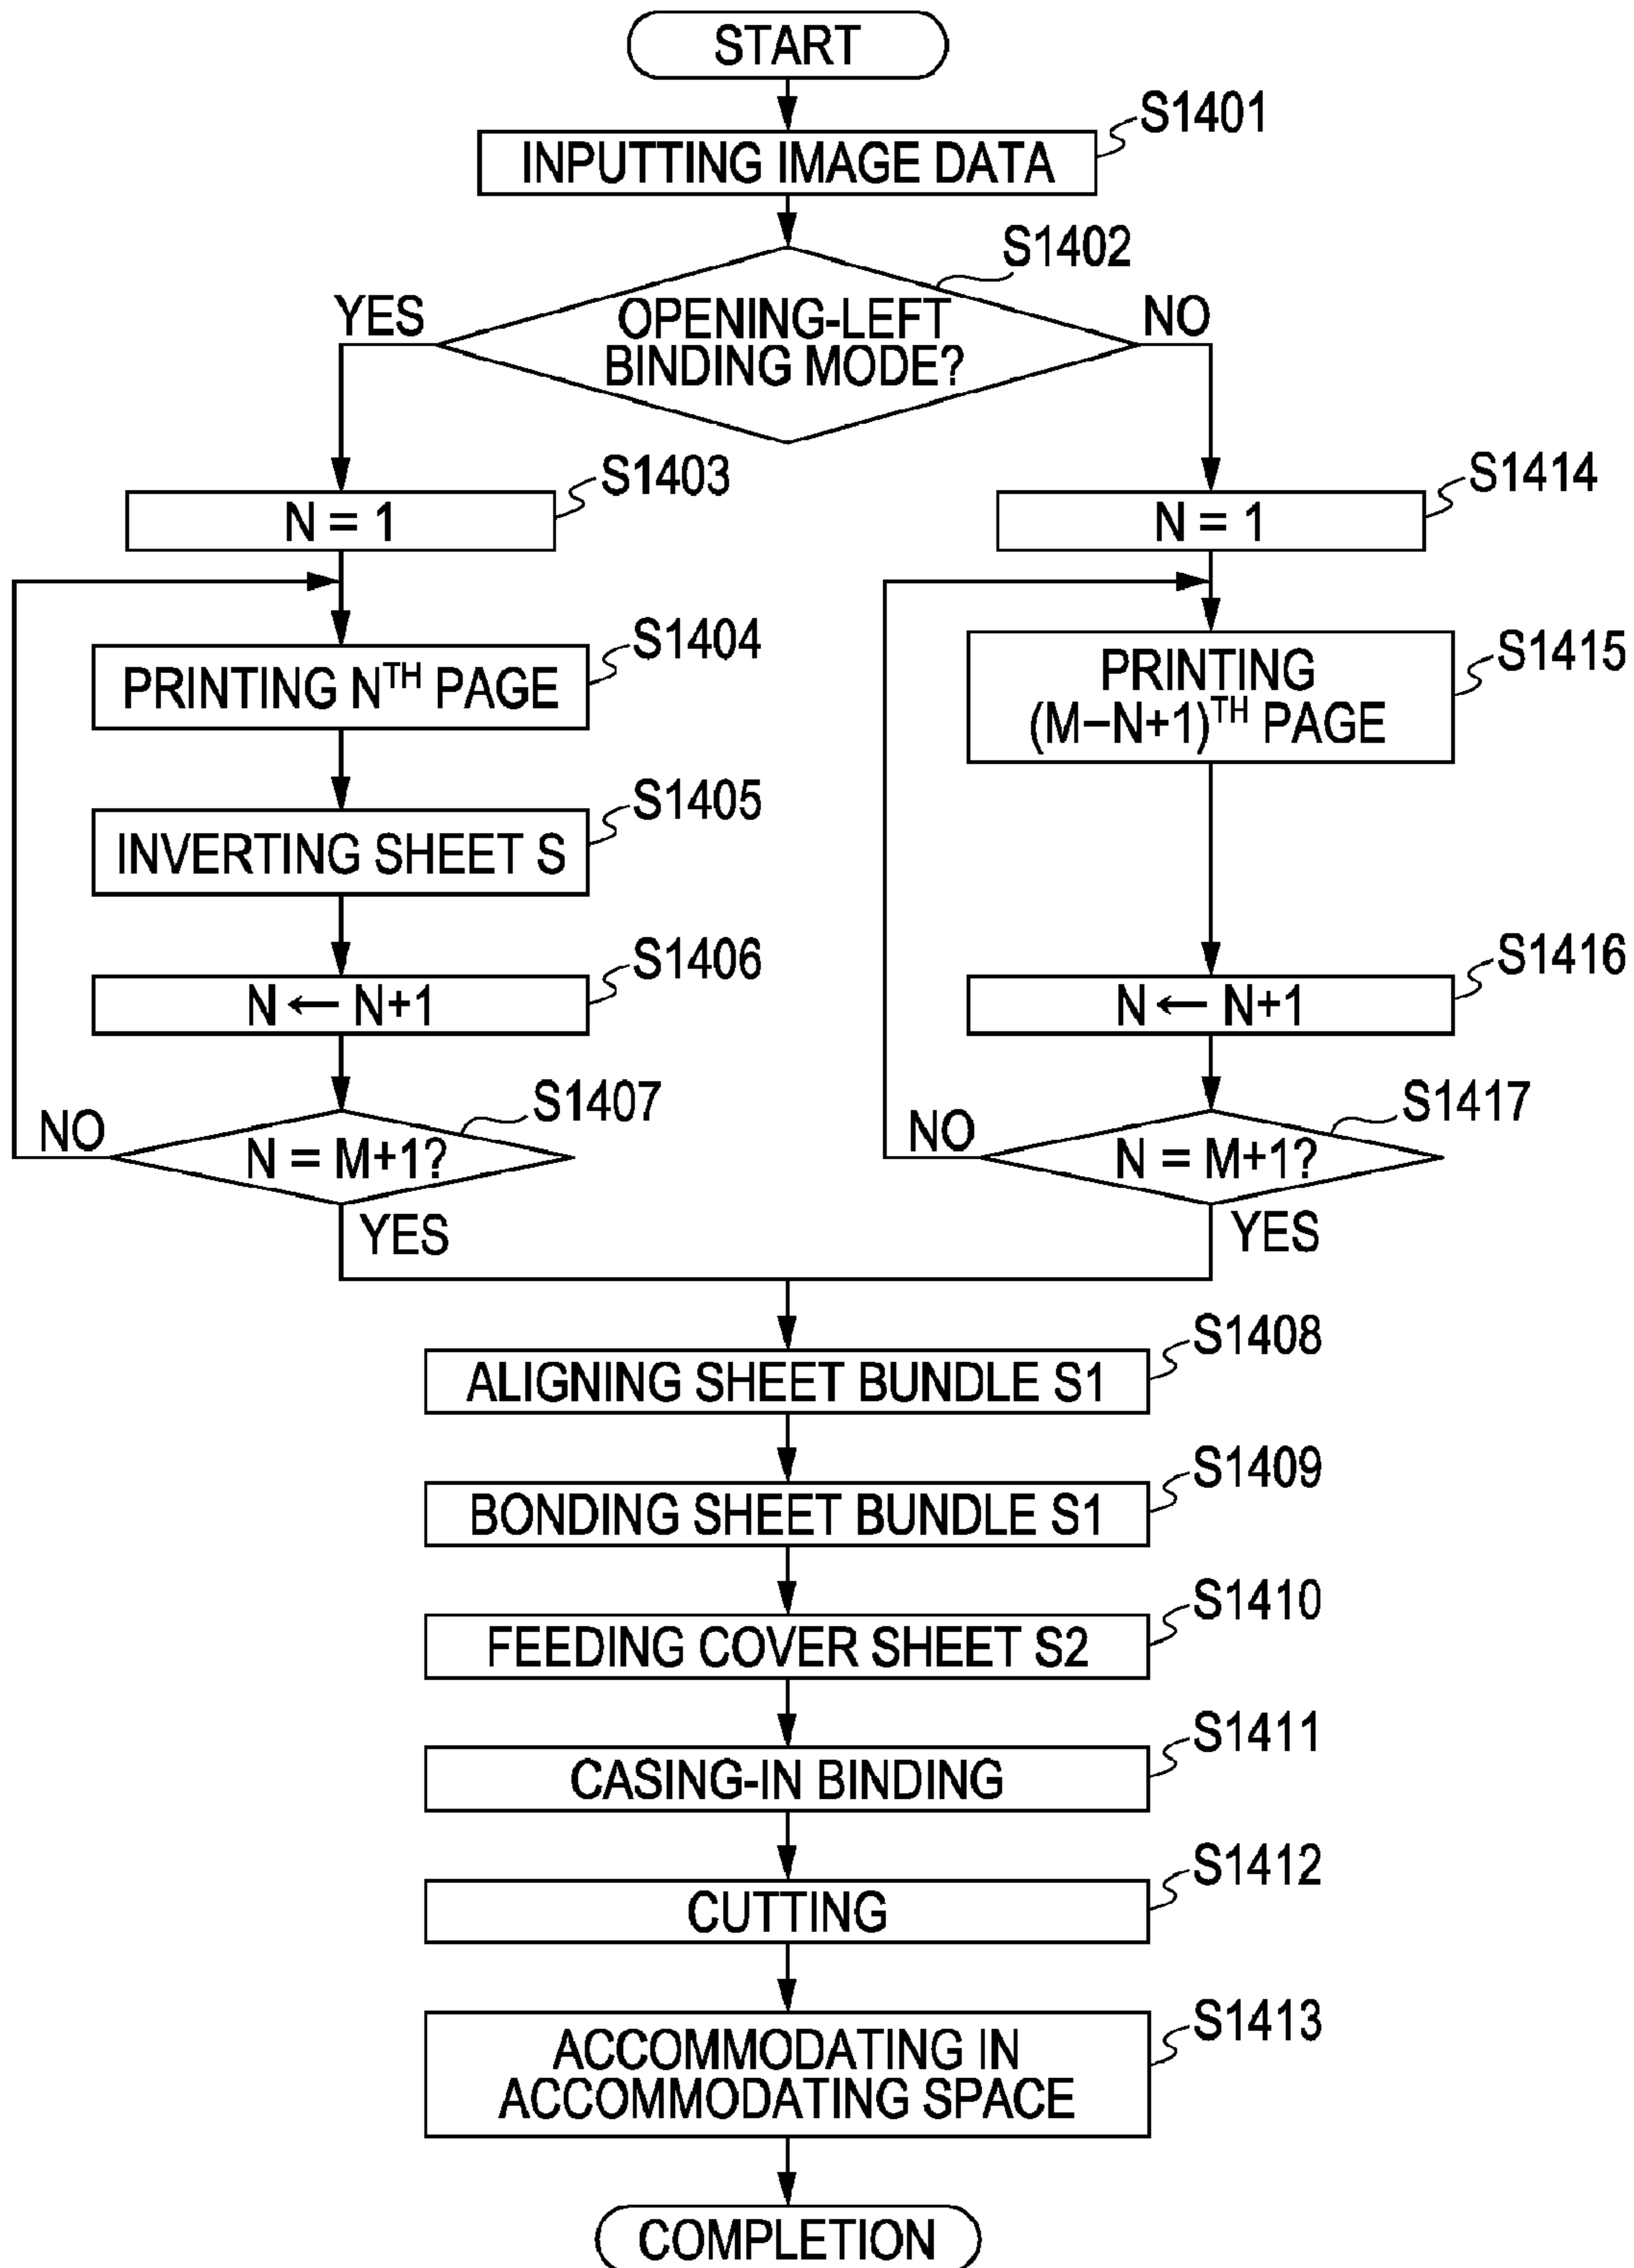 START
S1401
INPUTTING IMAGE DATA
S1402
YES
OPENING-LEFT
BINDING MODE?
NO
S1403
N = 1
S1414
N = 1
S1404
PRINTING NTH PAGE
S1415
PRINTING
(M–N+1)TH PAGE
S1405
INVERTING SHEET S
S1406
N ← N+1
S1416
N ← N+1
S1407
NO
N = M+1?
YES
S1417
NO
N = M+1?
YES
S1408
ALIGNING SHEET BUNDLE S1
S1409
BONDING SHEET BUNDLE S1
S1410
FEEDING COVER SHEET S2
S1411
CASING-IN BINDING
S1412
CUTTING
S1413
ACCOMMODATING IN
ACCOMMODATING SPACE
COMPLETION